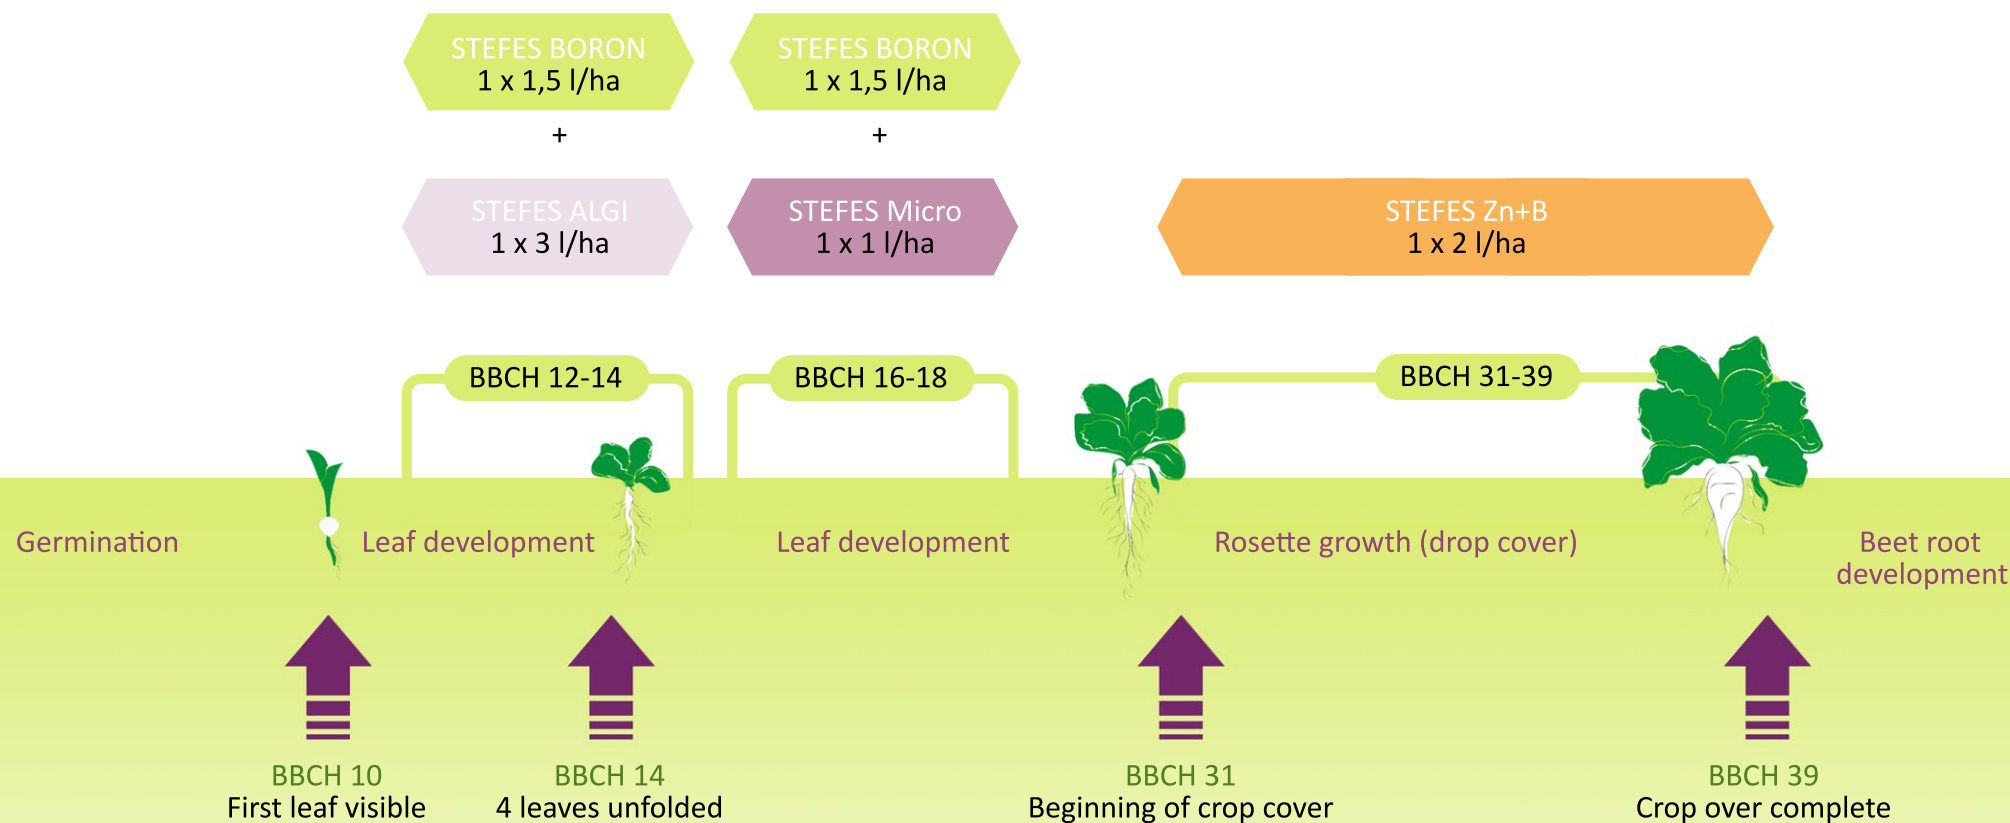 STEFES BORON
1 x 1,5 l/ha
+
STEFES ALGI
1 x 3 l/ha
STEFES BORON
1 x 1,5 l/ha
+
STEFES Micro
1 x 1 l/ha
STEFES Zn+B
1 x 2 l/ha
BBCH 12-14
BBCH 16-18
BBCH 31-39
Germination
Leaf development
Leaf development
Rosette growth (drop cover)
Beet root
development
BBCH 10
First leaf visible
BBCH 14
4 leaves unfolded
BBCH 31
Beginning of crop cover
BBCH 39
Crop over complete